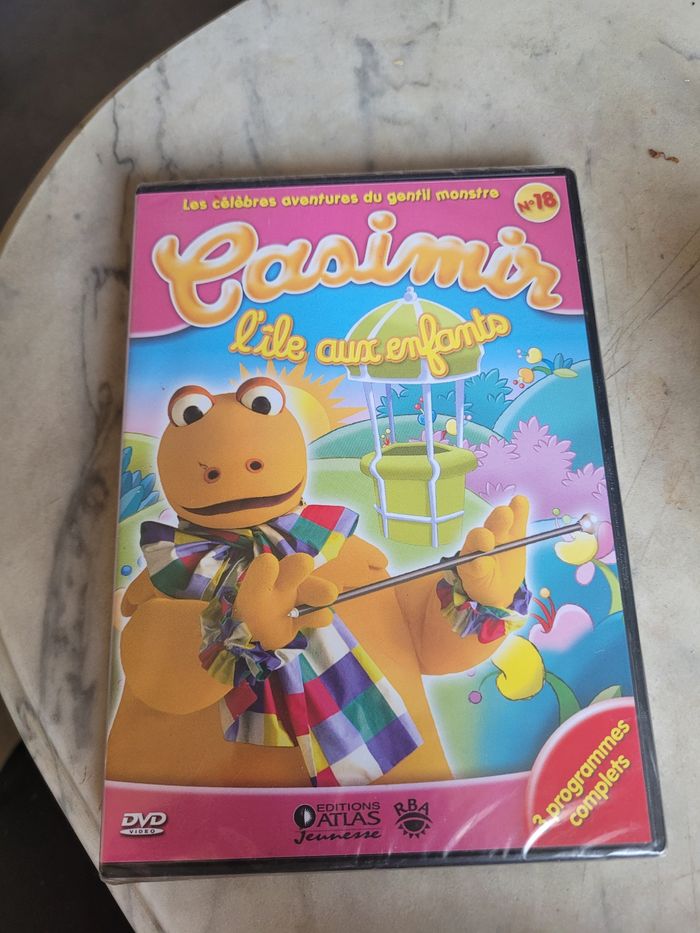 Les célèbres aventures du gentil monstre
N°18
Casimir
l'île aux enfants
3 programmes
complets
DVD
VIDEO
EDITIONS
ATLAS
Jeunesse
RBA